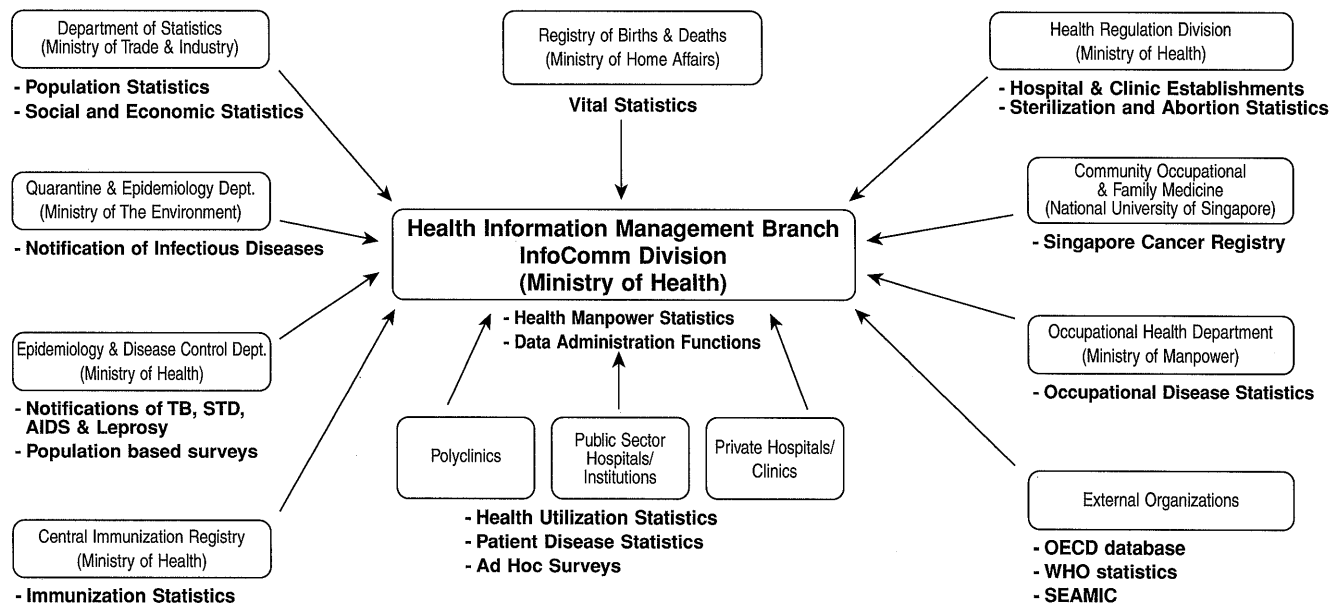 Department of Statistics
(Ministry of Trade & Industry)
- Population Statistics
- Social and Economic Statistics
Registry of Births & Deaths
(Ministry of Home Affairs)
Vital Statistics
Health Regulation Division
(Ministry of Health)
- Hospital & Clinic Establishments
- Sterilization and Abortion Statistics
Quarantine & Epidemiology Dept.
(Ministry of The Environment)
- Notification of Infectious Diseases
Health Information Management Branch
InfoComm Division
(Ministry of Health)
- Health Manpower Statistics
- Data Administration Functions
Community Occupational
& Family Medicine
(National University of Singapore)
- Singapore Cancer Registry
Epidemiology & Disease Control Dept.
(Ministry of Health)
- Notifications of TB, STD,
AIDS & Leprosy
- Population based surveys
Occupational Health Department
(Ministry of Manpower)
- Occupational Disease Statistics
Polyclinics
Public Sector
Hospitals/
Institutions
Private Hospitals/
Clinics
- Health Utilization Statistics
- Patient Disease Statistics
- Ad Hoc Surveys
Central Immunization Registry
(Ministry of Health)
- Immunization Statistics
External Organizations
- OECD database
- WHO statistics
- SEAMIC